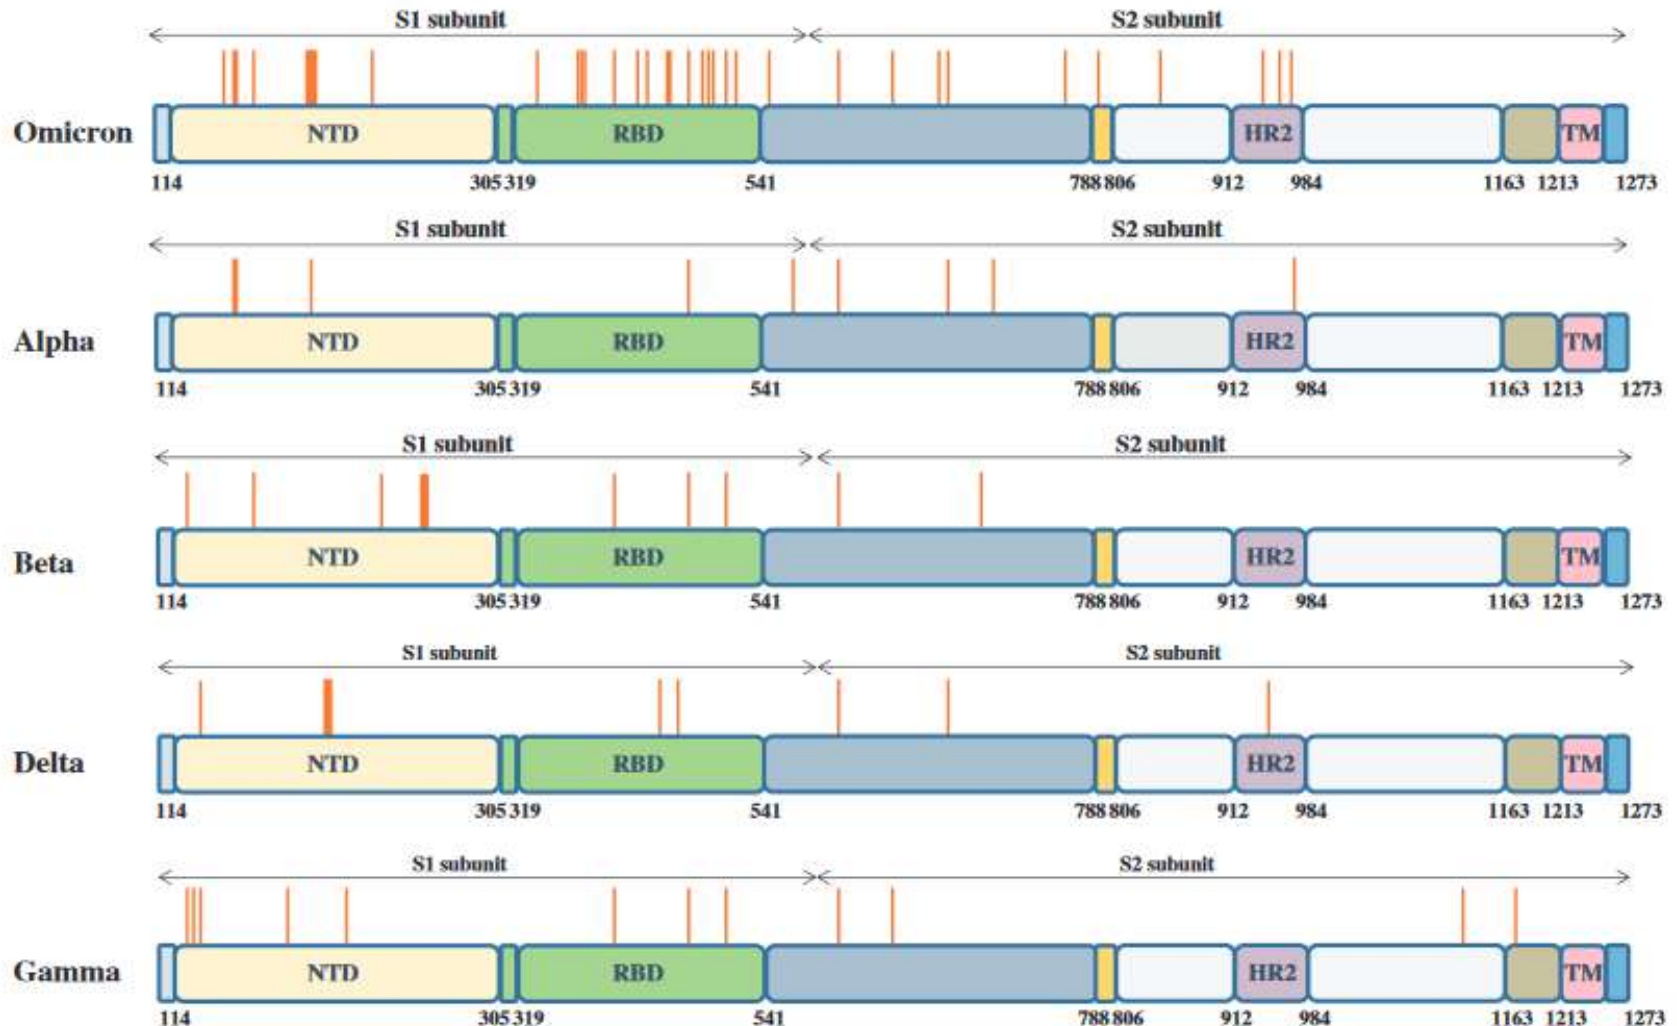 S1 subunit S2 subunit
Omicron NTD RBD HR2 TM
114 305 319 541 788 806 912 984 1163 1213 1273
S1 subunit S2 subunit
Alpha NTD RBD HR2 TM
114 305 319 541 788 806 912 984 1163 1213 1273
S1 subunit S2 subunit
Beta NTD RBD HR2 TM
114 305 319 541 788 806 912 984 1163 1213 1273
S1 subunit S2 subunit
Delta NTD RBD HR2 TM
114 305 319 541 788 806 912 984 1163 1213 1273
S1 subunit S2 subunit
Gamma NTD RBD HR2 TM
114 305 319 541 788 806 912 984 1163 1213 1273